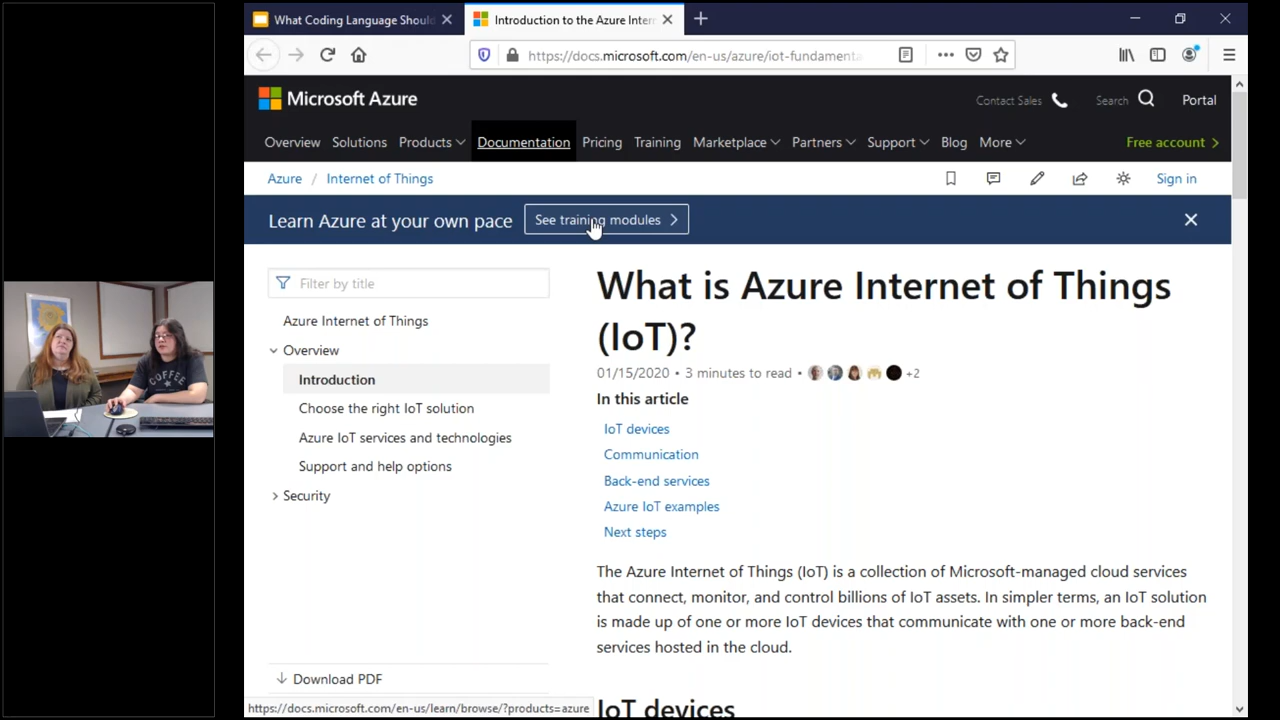 What Coding Language Shoul
Introduction to the Azure Inter
https://docs.microsoft.com/en-us/azure/iot-fundamenta
Microsoft Azure
Contact Sales
Search
Portal
Overview Solutions Products Documentation Pricing Training Marketplace Partners Support Blog More Free account >
Azure / Internet of Things
Sign in
Learn Azure at your own pace See training modules >
Filter by title
Azure Internet of Things
Overview
Introduction
Choose the right IoT solution
Azure IoT services and technologies
Support and help options
Security
Download PDF
https://docs.microsoft.com/en-us/learn/browse/?products=azure
What is Azure Internet of Things
(IoT)?
01/15/2020 • 3 minutes to read • +2
In this article
IoT devices
Communication
Back-end services
Azure IoT examples
Next steps
The Azure Internet of Things (IoT) is a collection of Microsoft-managed cloud services
that connect, monitor, and control billions of IoT assets. In simpler terms, an IoT solution
is made up of one or more IoT devices that communicate with one or more back-end
services hosted in the cloud.
IoT devices
COFFEE